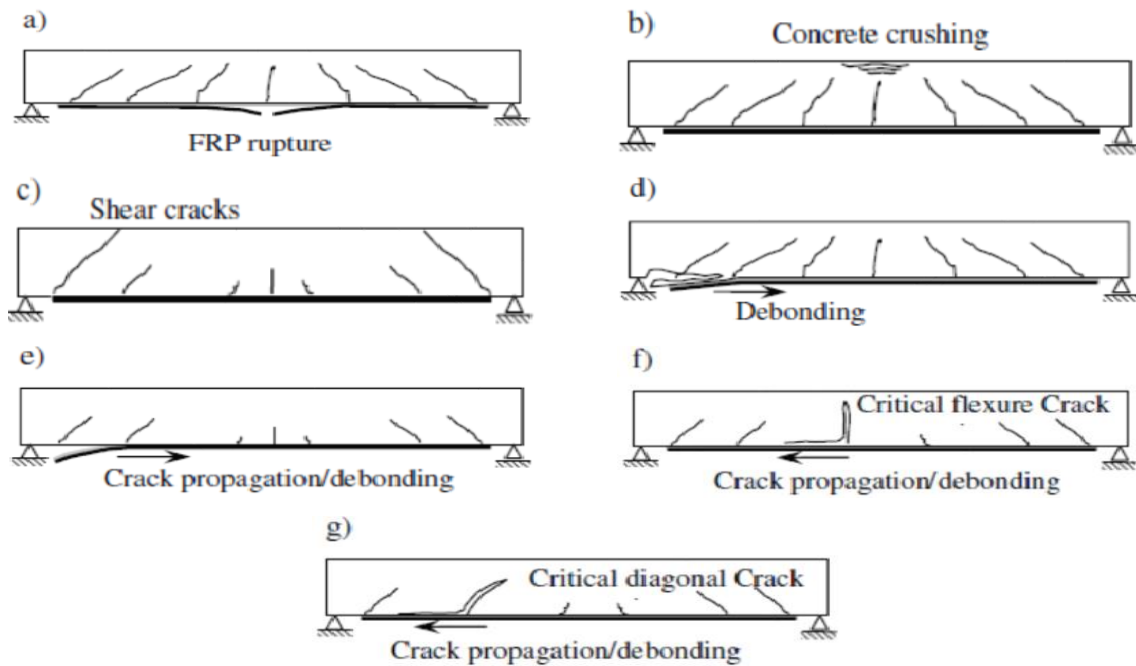 a)
FRP rupture
b)
Concrete crushing
c)
Shear cracks
d)
Debonding
e)
Crack propagation/debonding
f)
Critical flexure Crack
Crack propagation/debonding
g)
Critical diagonal Crack
Crack propagation/debonding